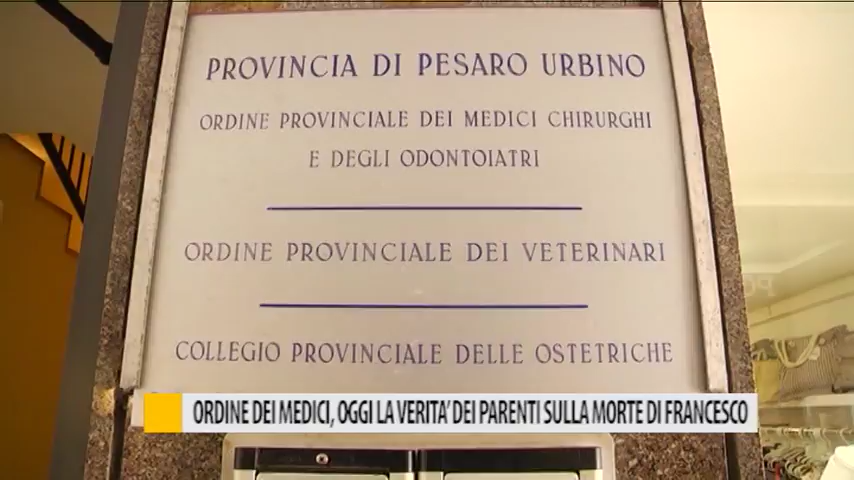 PROVINCIA DI PESARO URBINO
ORDINE PROVINCIALE DEI MEDICI CHIRURGHI
E DEGLI ODONTOIATRI
ORDINE PROVINCIALE DEI VETERINARI
COLLEGIO PROVINCIALE DELLE OSTETRICHE
ORDINE DEI MEDICI, OGGI LA VERITA' DEI PARENTI SULLA MORTE DI FRANCESCO